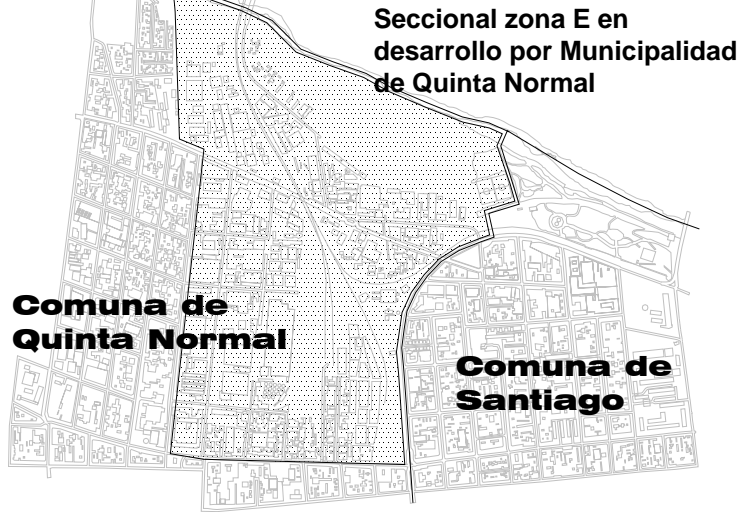 Seccional zona E en
desarrollo por Municipalidad
de Quinta Normal
Comuna de
Quinta Normal
Comuna de
Santiago